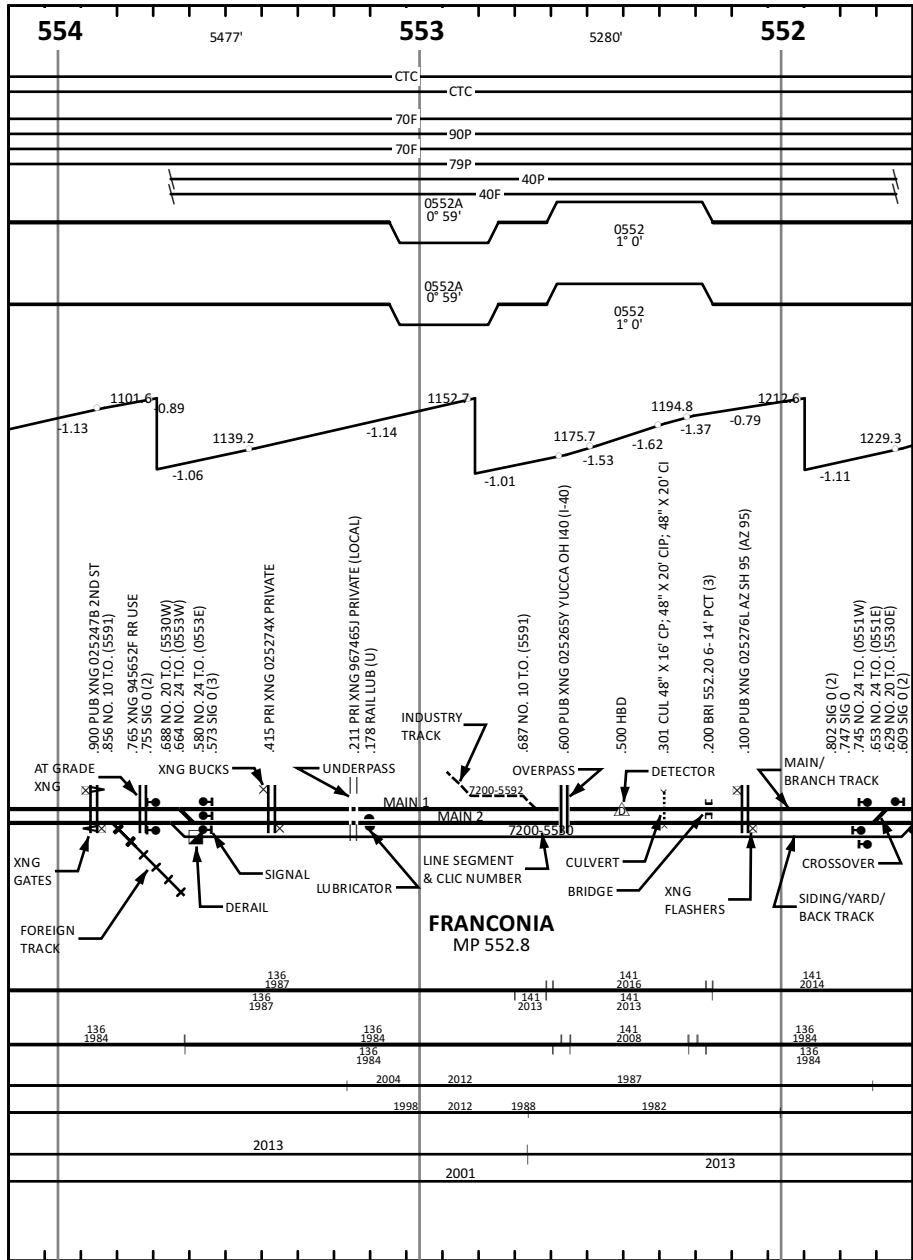 554
5477'
553
5280'
552
CTC
CTC
70F
90P
70F
79P
40P
40F
0552A
0° 59'
0552
1° 0'
0552A
0° 59'
0552
1° 0'
1101.6
-0.89
-1.13
1139.2
-1.06
-1.14
1152.7
-1.01
1175.7
-1.53
1194.8
-1.62
-1.37
1212.6
-0.79
1229.3
-1.11
.900 PUB XNG 025247B 2ND ST
.856 NO. 10 T.O. (5591)
.765 XNG 945652F RR USE
.755 SIG 0 (2)
.688 NO. 20 T.O. (5530W)
.664 NO. 24 T.O. (0553W)
.580 NO. 24 T.O. (0553E)
.573 SIG 0 (3)
.415 PRI XNG 025274X PRIVATE
.211 PRI XNG 967465J PRIVATE (LOCAL)
.178 RAIL LUB (U)
.687 NO. 10 T.O. (5591)
.600 PUB XNG 025265Y YUCCA OH I40 (I-40)
.500 HBD
.301 CUL 48" X 16' CP; 48" X 20' CIP; 48" X 20' CI
.200 BRI 552.20 6- 14' PCT (3)
.100 PUB XNG 025276L AZ SH 95 (AZ 95)
.802 SIG 0 (2)
.747 SIG 0
.745 NO. 24 T.O. (0551W)
.653 NO. 24 T.O. (0551E)
.629 NO. 20 T.O. (5530E)
.609 SIG 0 (2)
AT GRADE
XNG
XNG BUCKS
UNDERPASS
INDUSTRY
TRACK
OVERPASS
DETECTOR
MAIN/
BRANCH TRACK
7200-5592
MAIN 1
MAIN 2
7200-5530
D
XNG
GATES
FOREIGN
TRACK
DERAIL
SIGNAL
LUBRICATOR
LINE SEGMENT
& CLIC NUMBER
CULVERT
BRIDGE
XNG
FLASHERS
CROSSOVER
SIDING/YARD/
BACK TRACK
FRANCONIA
MP 552.8
136
1987
141
2016
141
2014
136
1987
141
2013
141
2013
136
1984
136
1984
141
2008
136
1984
136
1984
136
1984
2004
2012
1987
1998
2012
1988
1982
2013
2013
2001